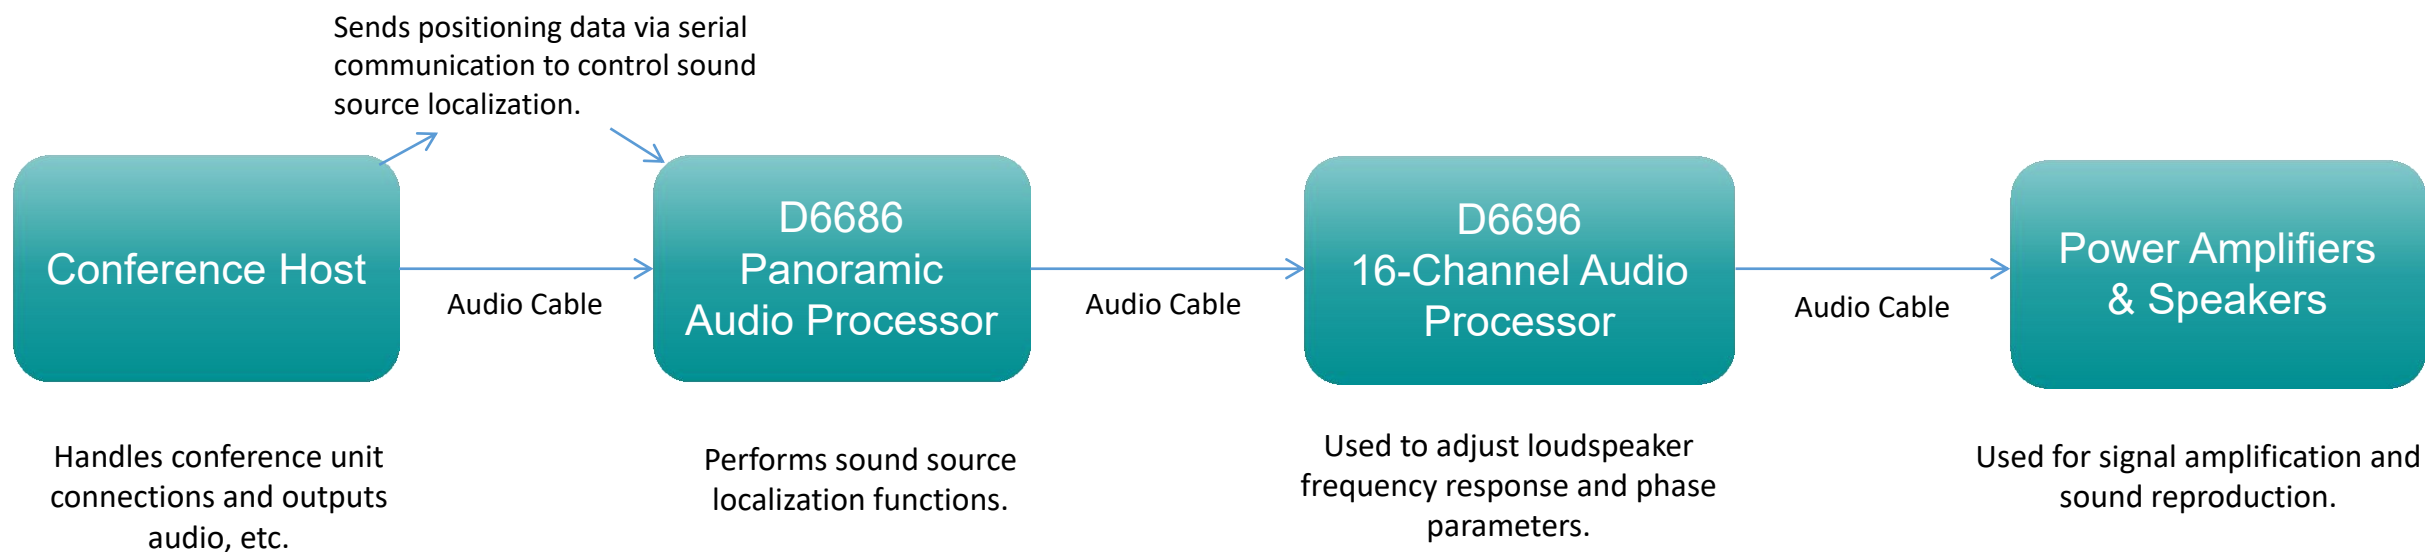 Sends positioning data via serial
communication to control sound
source localization.
Conference Host
Audio Cable
D6686
Panoramic
Audio Processor
Audio Cable
D6696
16-Channel Audio
Processor
Audio Cable
Power Amplifiers
& Speakers
Handles conference unit
connections and outputs
audio, etc.
Performs sound source
localization functions.
Used to adjust loudspeaker
frequency response and phase
parameters.
Used for signal amplification and
sound reproduction.